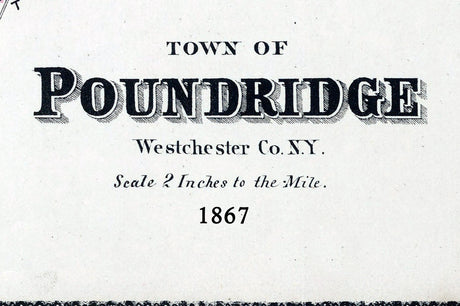 TOWN OF
POUNDRIDGE
Westchester Co. N.Y.
Scale 2 Inches to the Mile.
1867